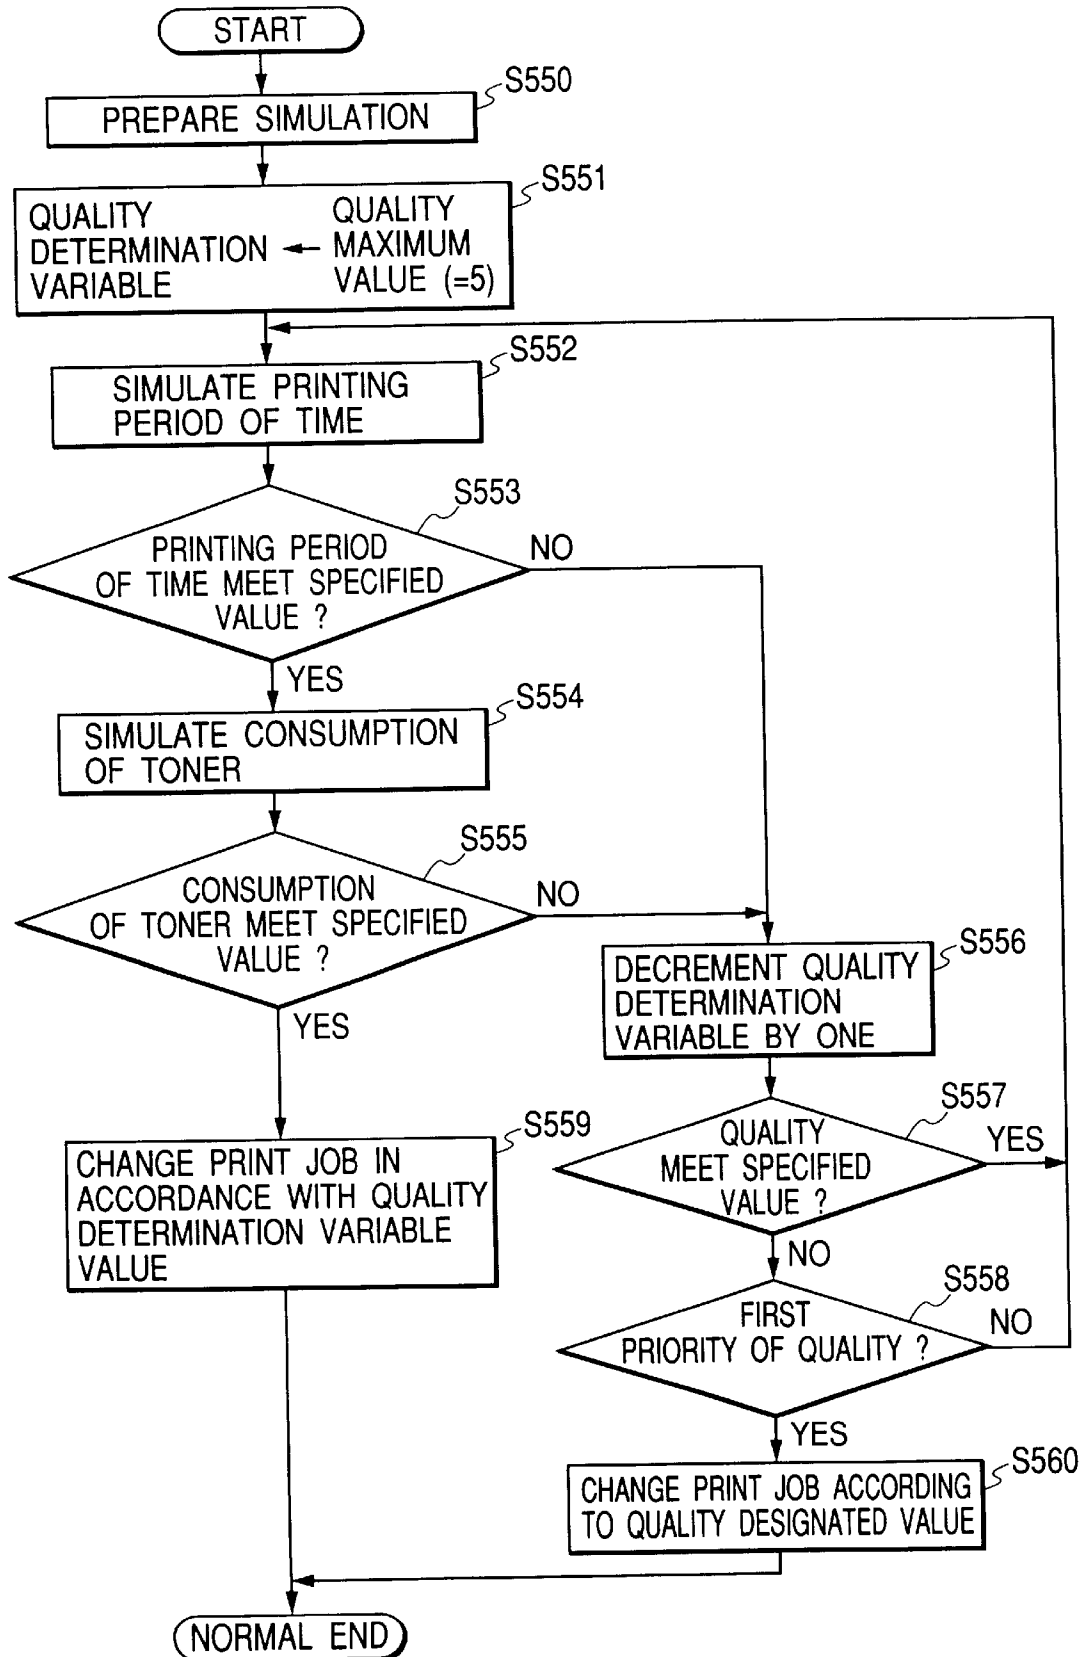 START
S550
PREPARE SIMULATION
S551
QUALITY
DETERMINATION
VARIABLE
QUALITY
MAXIMUM
VALUE (=5)
S552
SIMULATE PRINTING
PERIOD OF TIME
S553
PRINTING PERIOD
OF TIME MEET SPECIFIED
VALUE ?
NO
YES
S554
SIMULATE CONSUMPTION
OF TONER
S555
CONSUMPTION
OF TONER MEET SPECIFIED
VALUE ?
NO
YES
S556
DECREMENT QUALITY
DETERMINATION
VARIABLE BY ONE
S557
QUALITY
MEET SPECIFIED
VALUE ?
YES
NO
S559
CHANGE PRINT JOB IN
ACCORDANCE WITH QUALITY
DETERMINATION VARIABLE
VALUE
S558
FIRST
PRIORITY OF QUALITY ?
NO
YES
S560
CHANGE PRINT JOB ACCORDING
TO QUALITY DESIGNATED VALUE
NORMAL END